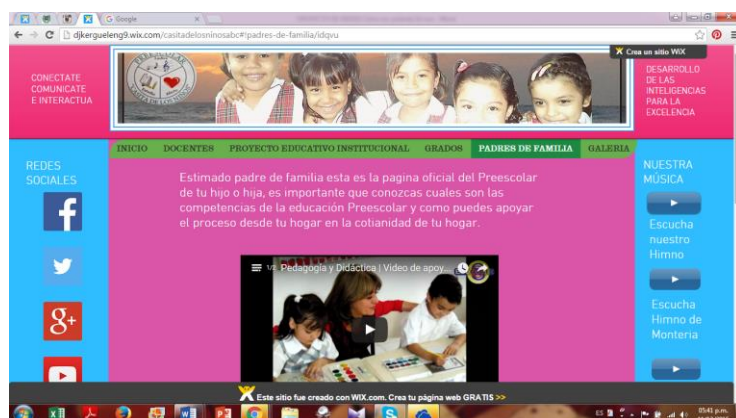 Google
djkergueleng9.wix.com/casitadelosninosabc#!padres-de-familia/idqvu
Crea un sitio WiX
CONECTATE
COMUNICATE
E INTERACTUA
DESARROLLO
DE LAS
INTELIGENCIAS
PARA LA
EXCELENCIA
INICIO DOCENTES PROYECTO EDUCATIVO INSTITUCIONAL GRADOS PADRES DE FAMILIA GALERIA
REDES
SOCIALES
Estimado padre de familia esta es la pagina oficial del Preescolar
de tu hijo o hija, es importante que conozcas cuales son las
competencias de la educación Preescolar y como puedes apoyar
el proceso desde tu hogar en la cotianidad de tu hogar.
NUESTRA
MÚSICA
Escucha
nuestro
Himno
Escucha
Himno de
Monteria
1/2 Pedagogía y Didáctica | Video de apoy...
Este sitio fue creado con WIX.com. Crea tu página web GRATIS >>
ES
05:41 p.m.